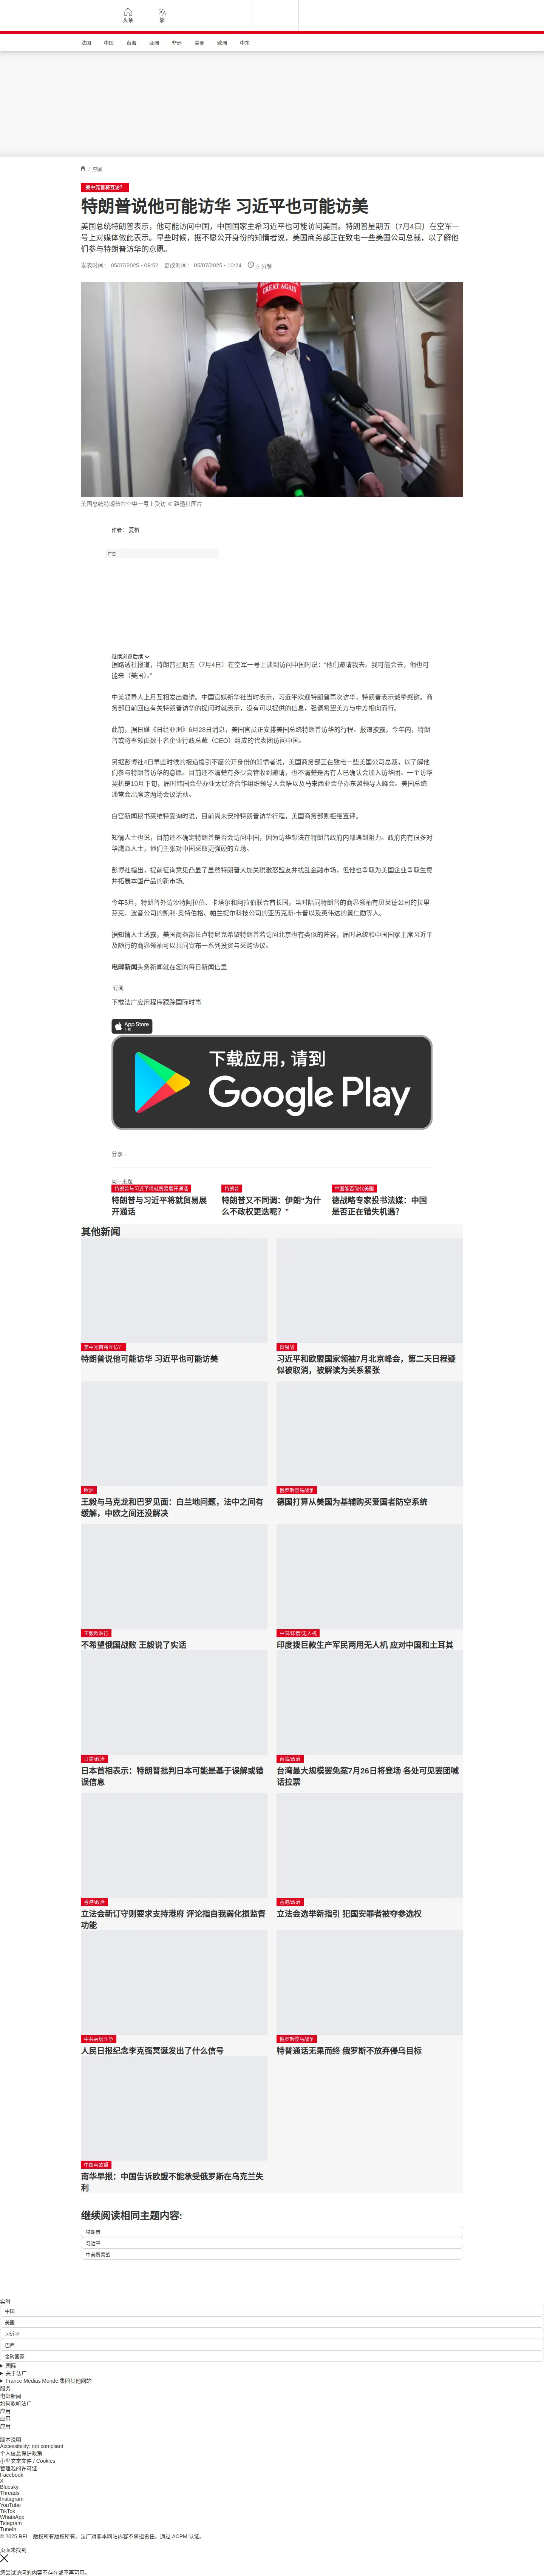 头条
繁
法国
中国
台海
亚洲
非洲
美洲
欧洲
中东
/ 中国
美中元首将互访?
特朗普说他可能访华 习近平也可能访美
美国总统特朗普表示，他可能访问中国，中国国家主希习近平也可能访问美国。特朗普星期五（7月4日）在空军一
号上对媒体做此表示。早些时候，据不愿公开身份的知情者说，美国商务部正在致电一些美国公司总裁，以了解他
们参与特朗普访华的意愿。
发表时间： 05/07/2025 - 09:52 更改时间： 05/07/2025 - 10:24 5 分钟
GREAT AGAIN
美国总统特朗普在空中一号上受访 © 路透社图片
作者： 夏榕
广告
继续浏览后续
据路透社报道，特朗普星期五（7月4日）在空军一号上谈到访问中国时说：“他们邀请我去。我可能会去，他也可
能来（美国）。”
中美领导人上月互相发出邀请。中国官媒新华社当时表示，习近平欢迎特朗普再次访华，特朗普表示诚挚感谢。商
务部日前回应有关特朗普访华的提问时就表示，没有可以提供的信息，强调希望美方与中方相向而行。
此前，据日媒《日经亚洲》6月28日消息，美国官员正安排美国总统特朗普访华的行程。报道披露，今年内，特朗
普或将率领由数十名企业行政总裁（CEO）组成的代表团访问中国。
另据彭博社4日早些时候的报道援引不愿公开身份的知情者说，美国商务部正在致电一些美国公司总裁，以了解他
们参与特朗普访华的意愿。目前还不清楚有多少高管收到邀请，也不清楚是否有人已确认会加入访华团。一个访华
契机是10月下旬，届时韩国会举办亚太经济合作组织领导人会晤以及马来西亚会举办东盟领导人峰会。美国总统
通常会出席这两场会议活动。
白宫新闻秘书莱维特受询时说，目前尚未安排特朗普访华行程，美国商务部则拒绝置评。
知情人士也说，目前还不确定特朗普是否会访问中国，因为访华想法在特朗普政府内部遇到阻力。政府内有很多对
华鹰派人士，他们主张对中国采取更强硬的立场。
彭博社指出，提前征询意见凸显了虽然特朗普大加关税激怒盟友并扰乱金融市场，但他也争取为美国企业争取生意
并拓展本国产品的新市场。
今年5月，特朗普外访沙特阿拉伯、卡塔尔和阿拉伯联合酋长国，当时陪同特朗普的商界领袖有贝莱德公司的拉里·
芬克、波音公司的凯利·奥特伯格、帕兰提尔科技公司的亚历克斯·卡普以及英伟达的黄仁勋等人。
据知情人士透露，美国商务部长卢特尼克希望特朗普若访问北京也有类似的阵容，届时总统和中国国家主席习近平
及随行的商界领袖可以共同宣布一系列投资与采购协议。
电邮新闻头条新闻就在您的每日新闻信里
订阅
下载法广应用程序跟踪国际时事
App Store
下载
下载应用，请到
Google Play
分享 :
同一主题
特朗普与习近平将就贸易展开通话
特朗普与习近平将就贸易展
开通话
特朗普
特朗普又不同调：伊朗“为什
么不政权更迭呢？”
中国能否取代美国
德战略专家投书法媒：中国
是否正在错失机遇？
其他新闻
美中元首将互访?
特朗普说他可能访华 习近平也可能访美
贸易战
习近平和欧盟国家领袖7月北京峰会，第二天日程疑
似被取消，被解读为关系紧张
欧洲
王毅与马克龙和巴罗见面：白兰地问题，法中之间有
缓解，中欧之间还没解决
俄罗斯侵乌战争
德国打算从美国为基辅购买爱国者防空系统
王毅欧洲行
不希望俄国战败 王毅说了实话
中国/印度/无人机
印度拨巨款生产军民两用无人机 应对中国和土耳其
日美/政治
日本首相表示：特朗普批判日本可能是基于误解或错
误信息
台湾/政治
台湾最大规模罢免案7月26日将登场 各处可见罢团喊
话拉票
香港/政治
立法会新订守则要求支持港府 评论指自我弱化损监督
功能
香港/政治
立法会选举新指引 犯国安罪者被夺参选权
中共高层斗争
人民日报纪念李克强冥诞发出了什么信号
俄罗斯侵乌战争
特普通话无果而终 俄罗斯不放弃侵乌目标
中国与欧盟
南华早报：中国告诉欧盟不能承受俄罗斯在乌克兰失
利
继续阅读相同主题内容:
特朗普
习近平
中美贸易战
实时
中国
美国
习近平
巴西
金砖国家
国际
关于法广
France Médias Monde 集团其他网站
服务
电邮新闻
如何收听法广
应用
应用
应用
版本说明
Accessibility: not compliant
个人信息保护政策
小型文本文件 / Cookies
管理我的许可证
Facebook
X
Bluesky
Threads
Instagram
YouTube
TikTok
WhatsApp
Telegram
TuneIn
© 2025 RFI – 版权所有版权所有。法广对非本网站内容不承担责任。通过 ACPM 认证。
页面未找到
您尝试访问的内容不存在或不再可用。